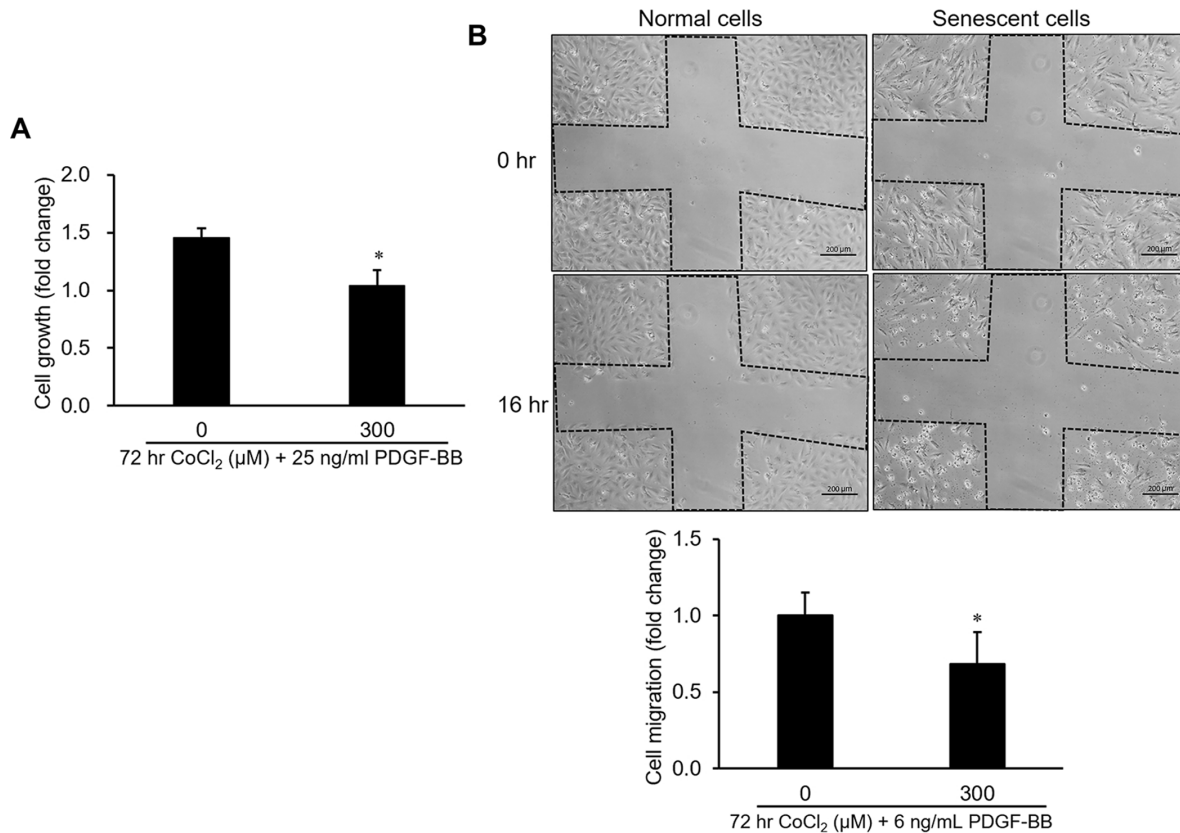 A
Cell growth (fold change)
2.0
1.5
1.0
0.5
0.0
*
0 300
72 hr CoCl₂ (µM) + 25 ng/ml PDGF-BB
B
Normal cells Senescent cells
0 hr
200 µm 200 µm
16 hr
200 µm 200 µm
Cell migration (fold change)
1.5
1.0
0.5
0.0
*
0 300
72 hr CoCl₂ (µM) + 6 ng/mL PDGF-BB